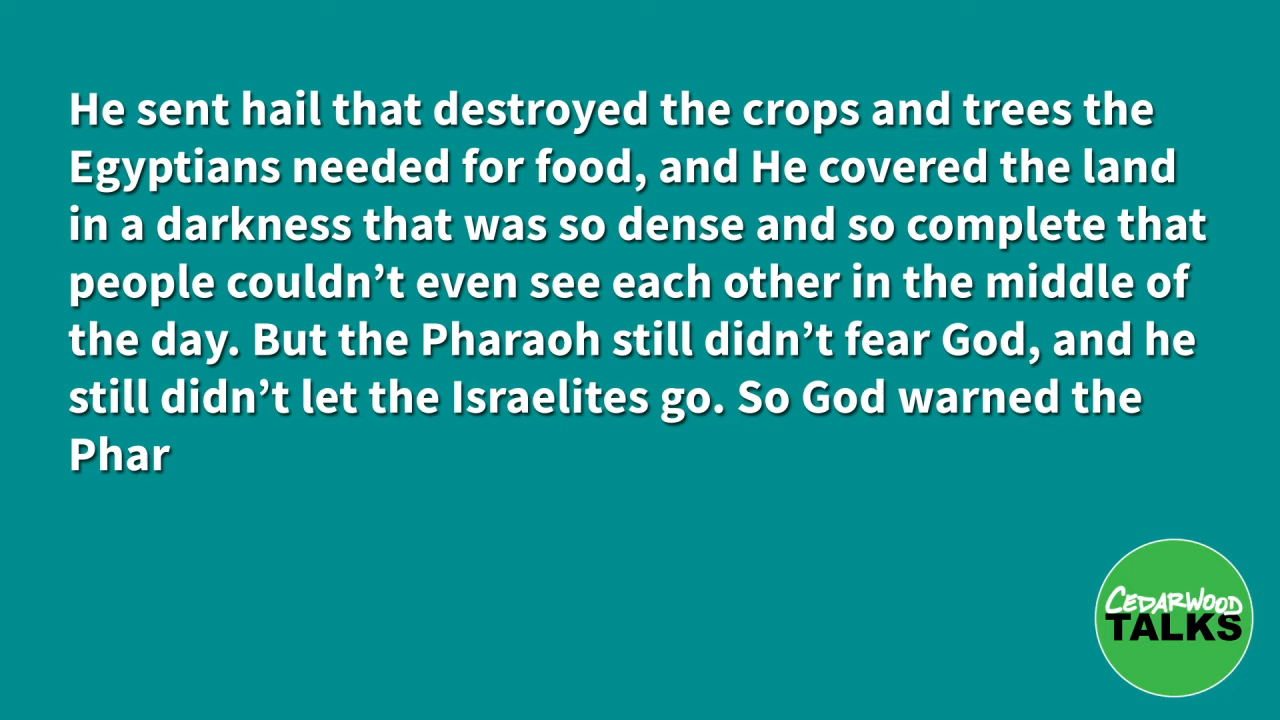 He sent hail that destroyed the crops and trees the
Egyptians needed for food, and He covered the land
in a darkness that was so dense and so complete that
people couldn’t even see each other in the middle of
the day. But the Pharaoh still didn’t fear God, and he
still didn’t let the Israelites go. So God warned the
Phar
CEDARWOOD
TALKS